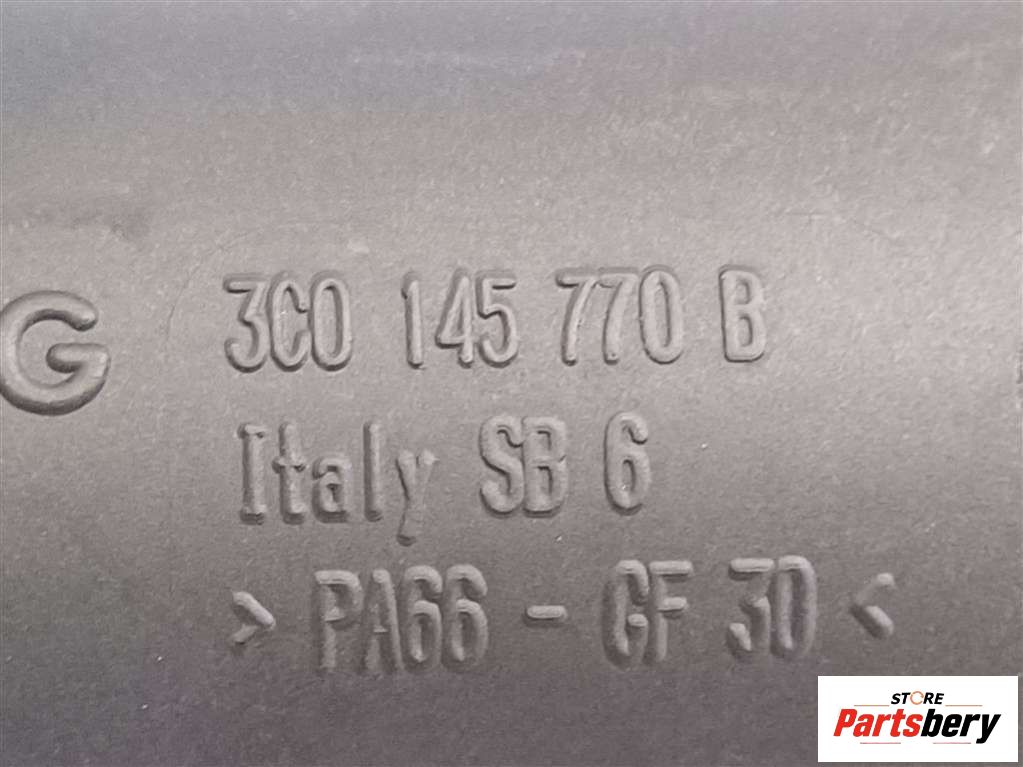 G 3C0 145 770 B
Italy SB 6
> PA66 - GF 30 <
STORE
Partsbery